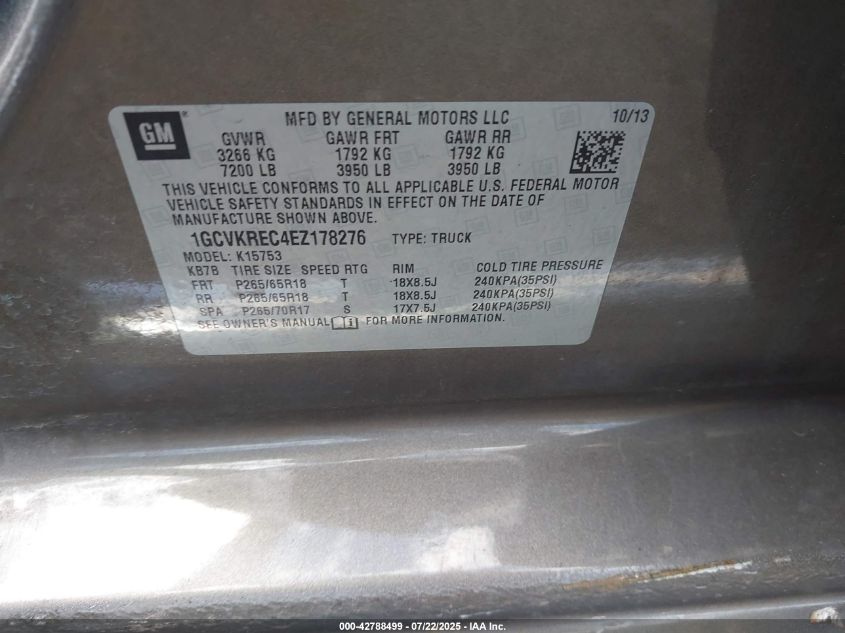 GM
MFD BY GENERAL MOTORS LLC 10/13
GVWR GAWR FRT GAWR RR
3266 KG 1792 KG 1792 KG
7200 LB 3950 LB 3950 LB
THIS VEHICLE CONFORMS TO ALL APPLICABLE U.S. FEDERAL MOTOR
VEHICLE SAFETY STANDARDS IN EFFECT ON THE DATE OF
MANUFACTURE SHOWN ABOVE.
1GCVKREC4EZ178276 TYPE: TRUCK
MODEL: K15753
KB7B TIRE SIZE SPEED RTG RIM COLD TIRE PRESSURE
FRT P265/65R18 T 18X8.5J 240KPA(35PSI)
RR P265/65R18 T 18X8.5J 240KPA(35PSI)
SPA P265/70R17 S 17X7.5J 240KPA(35PSI)
SEE OWNER'S MANUAL FOR MORE INFORMATION.
000-42788499 - 07/22/2025 - IAA Inc.